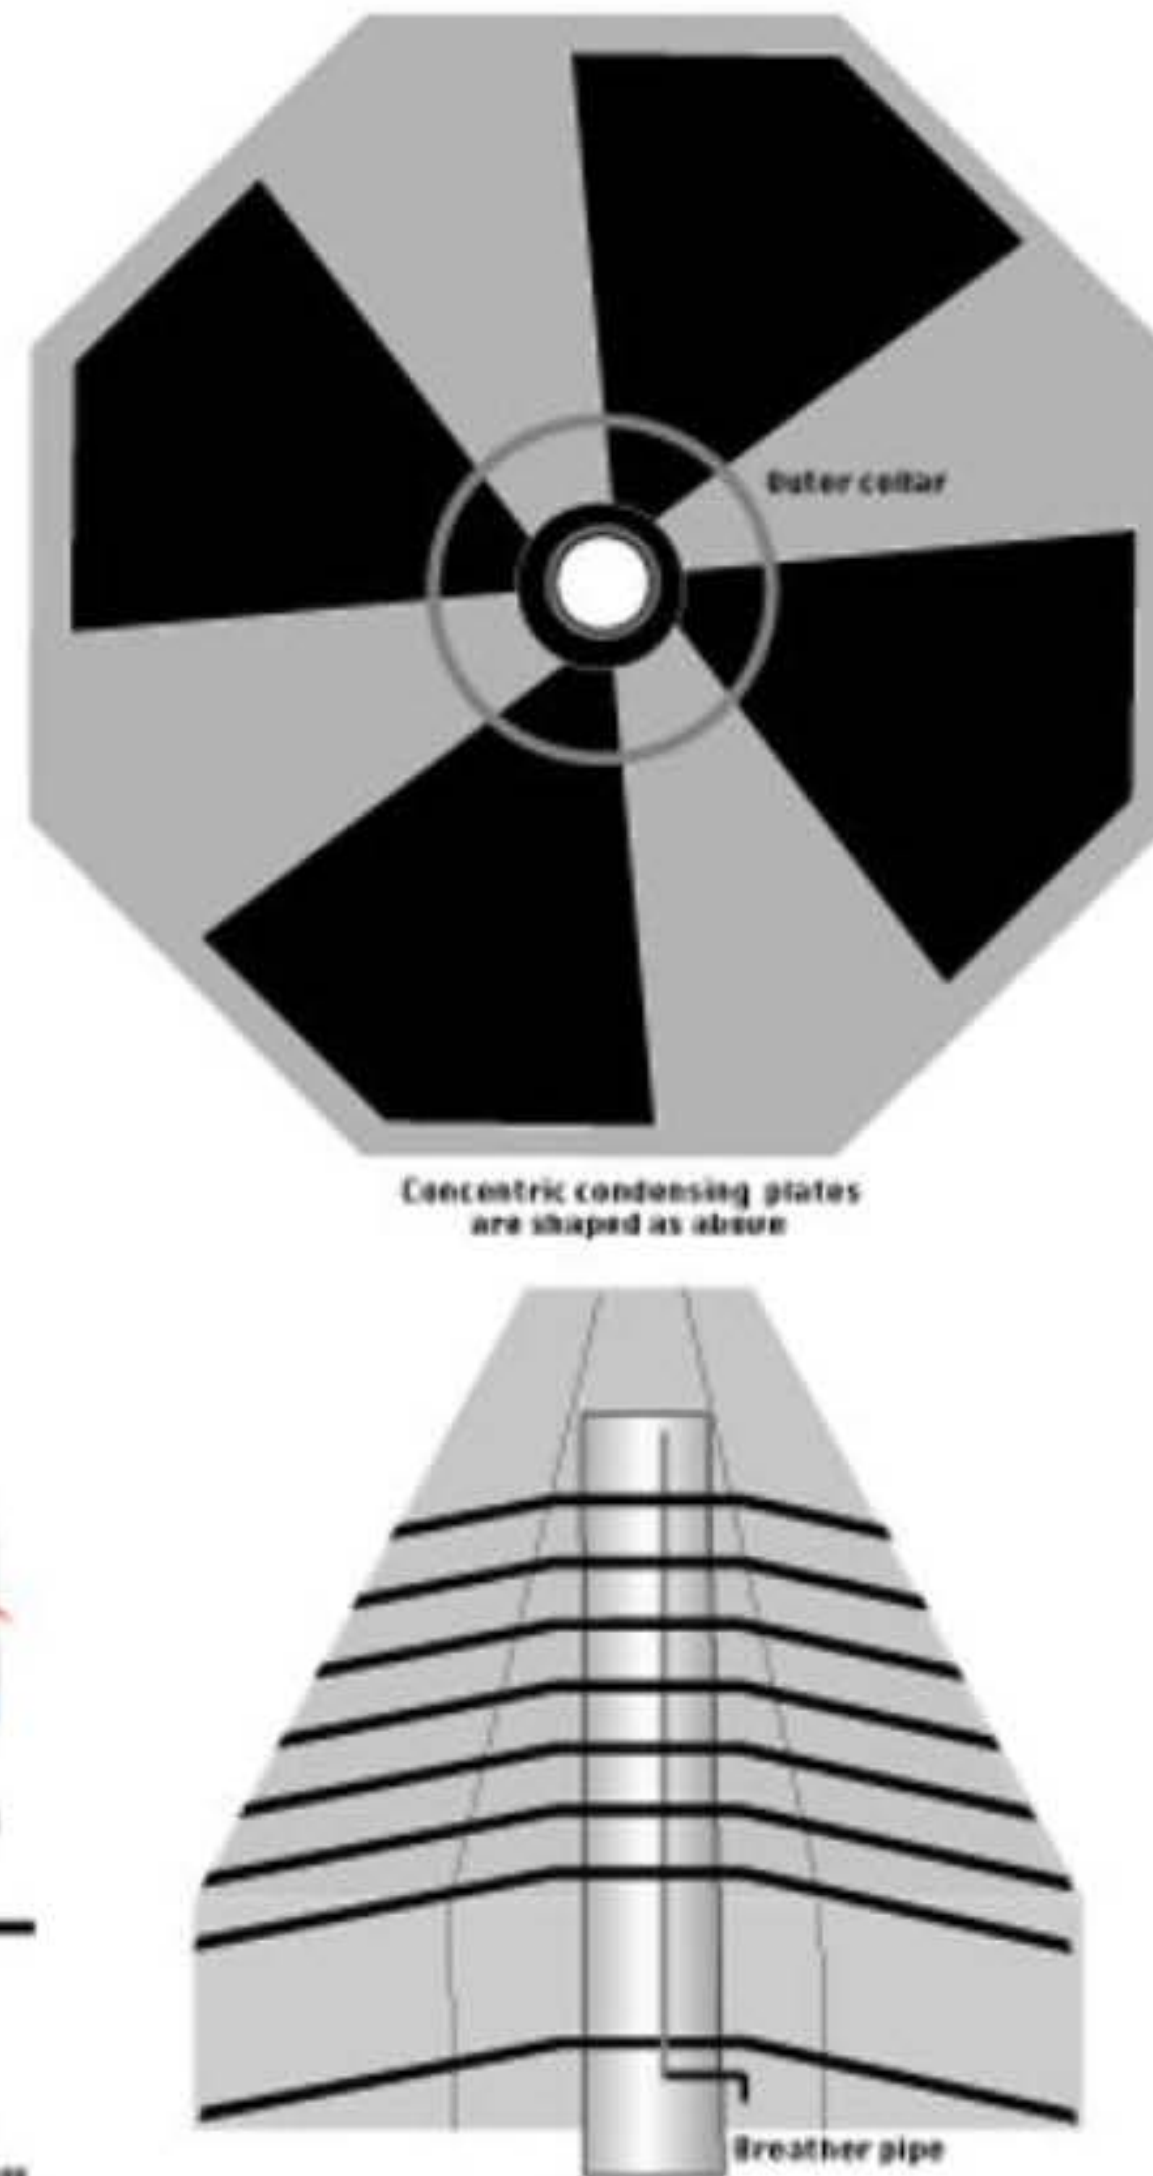 Outer collar
Concentric condensing plates
are shaped as above
Breather pipe